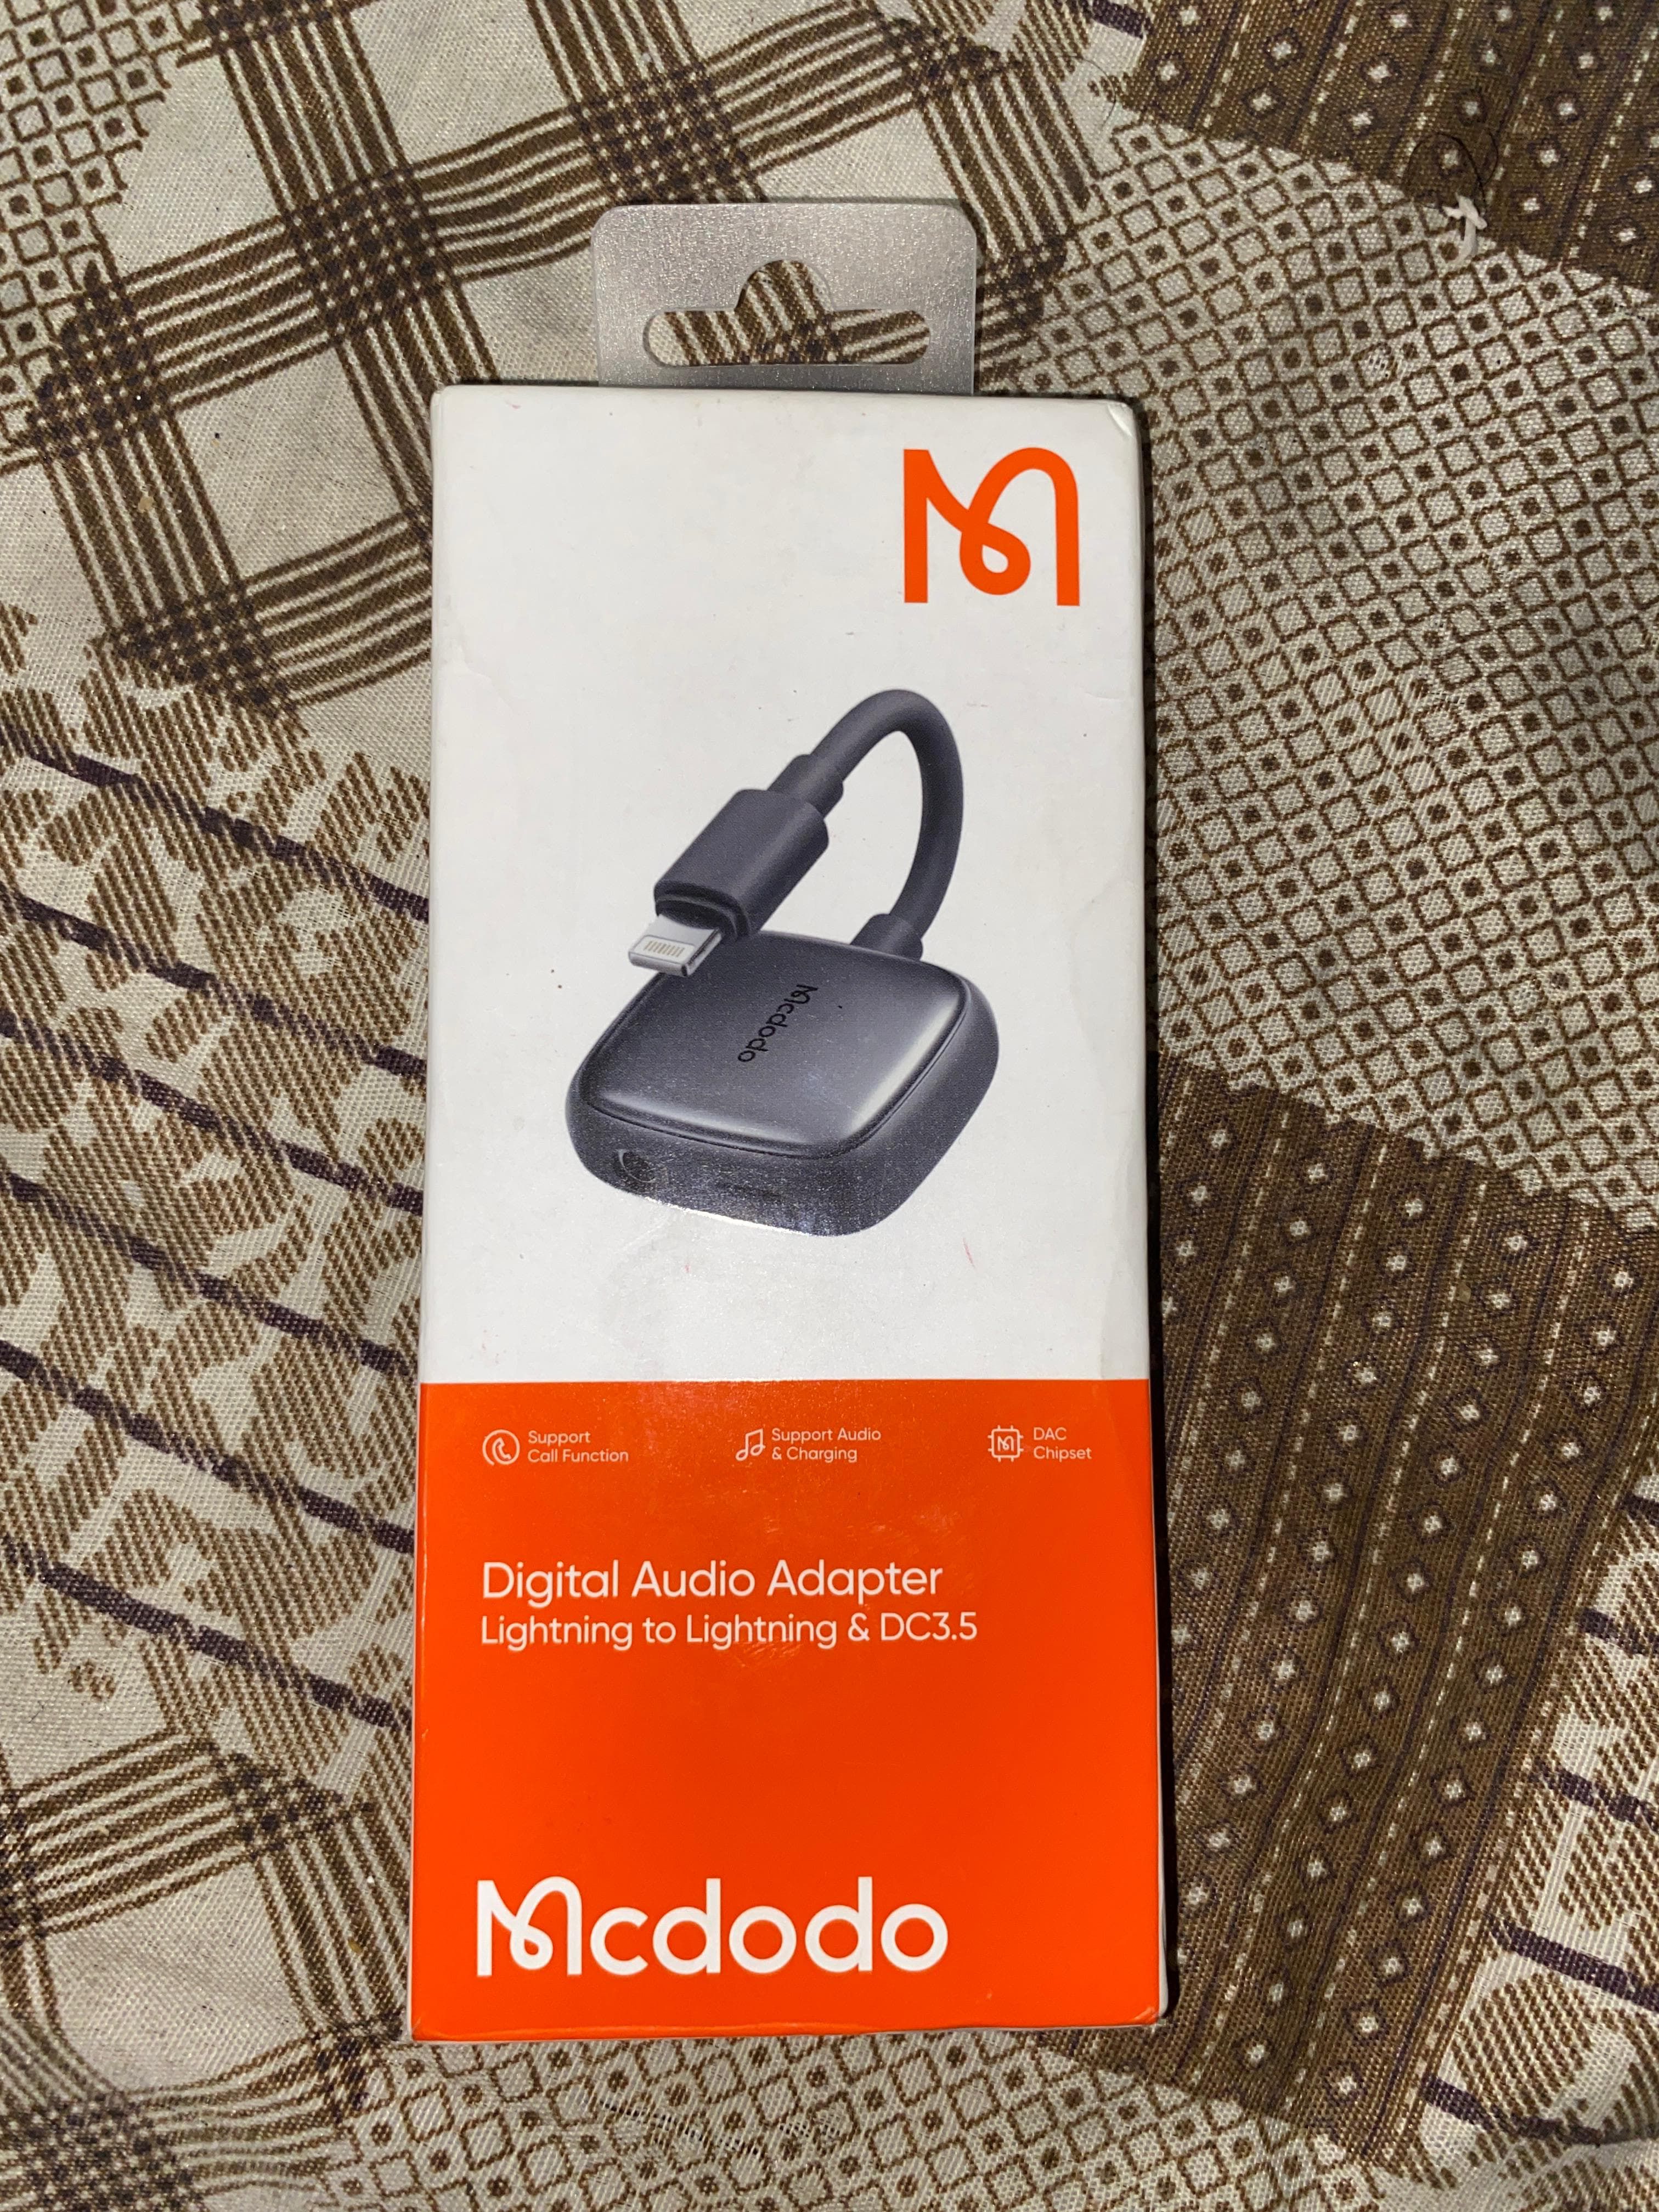 Mcdodo
Support
Call Function
Support Audio
& Charging
DAC
Chipset
Digital Audio Adapter
Lightning to Lightning & DC3.5
Mcdodo